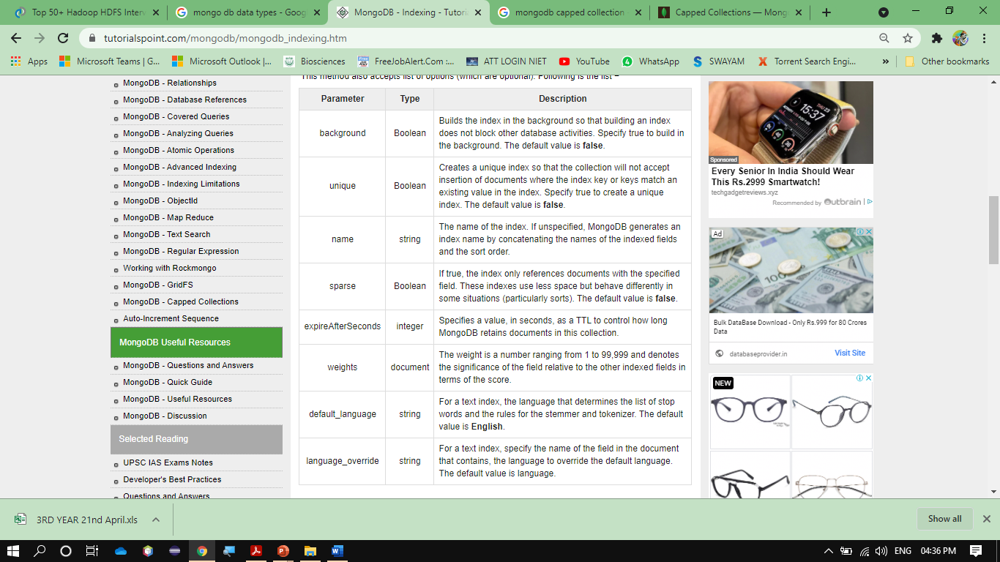 Top 50+ Hadoop HDFS Interv
mongo db data types - Goog
MongoDB - Indexing - Tutori
mongodb capped collection
Capped Collections — Mong
tutorialspoint.com/mongodb/mongodb_indexing.htm
Apps
Microsoft Teams | G...
Microsoft Outlook |...
Biosciences
FreeJobAlert.Com :...
ATT LOGIN NIET
YouTube
WhatsApp
SWAYAM
Torrent Search Engi...
»
Other bookmarks
MongoDB - Relationships
MongoDB - Database References
MongoDB - Covered Queries
MongoDB - Analyzing Queries
MongoDB - Atomic Operations
MongoDB - Advanced Indexing
MongoDB - Indexing Limitations
MongoDB - ObjectId
MongoDB - Map Reduce
MongoDB - Text Search
MongoDB - Regular Expression
Working with Rockmongo
MongoDB - GridFS
MongoDB - Capped Collections
Auto-Increment Sequence
MongoDB Useful Resources
MongoDB - Questions and Answers
MongoDB - Quick Guide
MongoDB - Useful Resources
MongoDB - Discussion
Selected Reading
UPSC IAS Exams Notes
Developer's Best Practices
Questions and Answers
This method also accepts list of options (which are optional). Following is the list −
Parameter Type Description
background Boolean
Builds the index in the background so that building an index
does not block other database activities. Specify true to build in
the background. The default value is false.
unique Boolean
Creates a unique index so that the collection will not accept
insertion of documents where the index key or keys match an
existing value in the index. Specify true to create a unique
index. The default value is false.
name string
The name of the index. If unspecified, MongoDB generates an
index name by concatenating the names of the indexed fields
and the sort order.
sparse Boolean
If true, the index only references documents with the specified
field. These indexes use less space but behave differently in
some situations (particularly sorts). The default value is false.
expireAfterSeconds integer
Specifies a value, in seconds, as a TTL to control how long
MongoDB retains documents in this collection.
weights document
The weight is a number ranging from 1 to 99,999 and denotes
the significance of the field relative to the other indexed fields in
terms of the score.
default_language string
For a text index, the language that determines the list of stop
words and the rules for the stemmer and tokenizer. The default
value is English.
language_override string
For a text index, specify the name of the field in the document
that contains, the language to override the default language.
The default value is language.
THU 23
15:37
Sponsored
Every Senior In India Should Wear
This Rs.2999 Smartwatch!
techgadgetreviews.xyz
Recommended by Outbrain
Ad
100
Bulk DataBase Download - Only Rs.999 for 80 Crores
Data
databaseprovider.in
Visit Site
NEW
3RD YEAR 21nd April.xls
Show all
ENG
04:36 PM